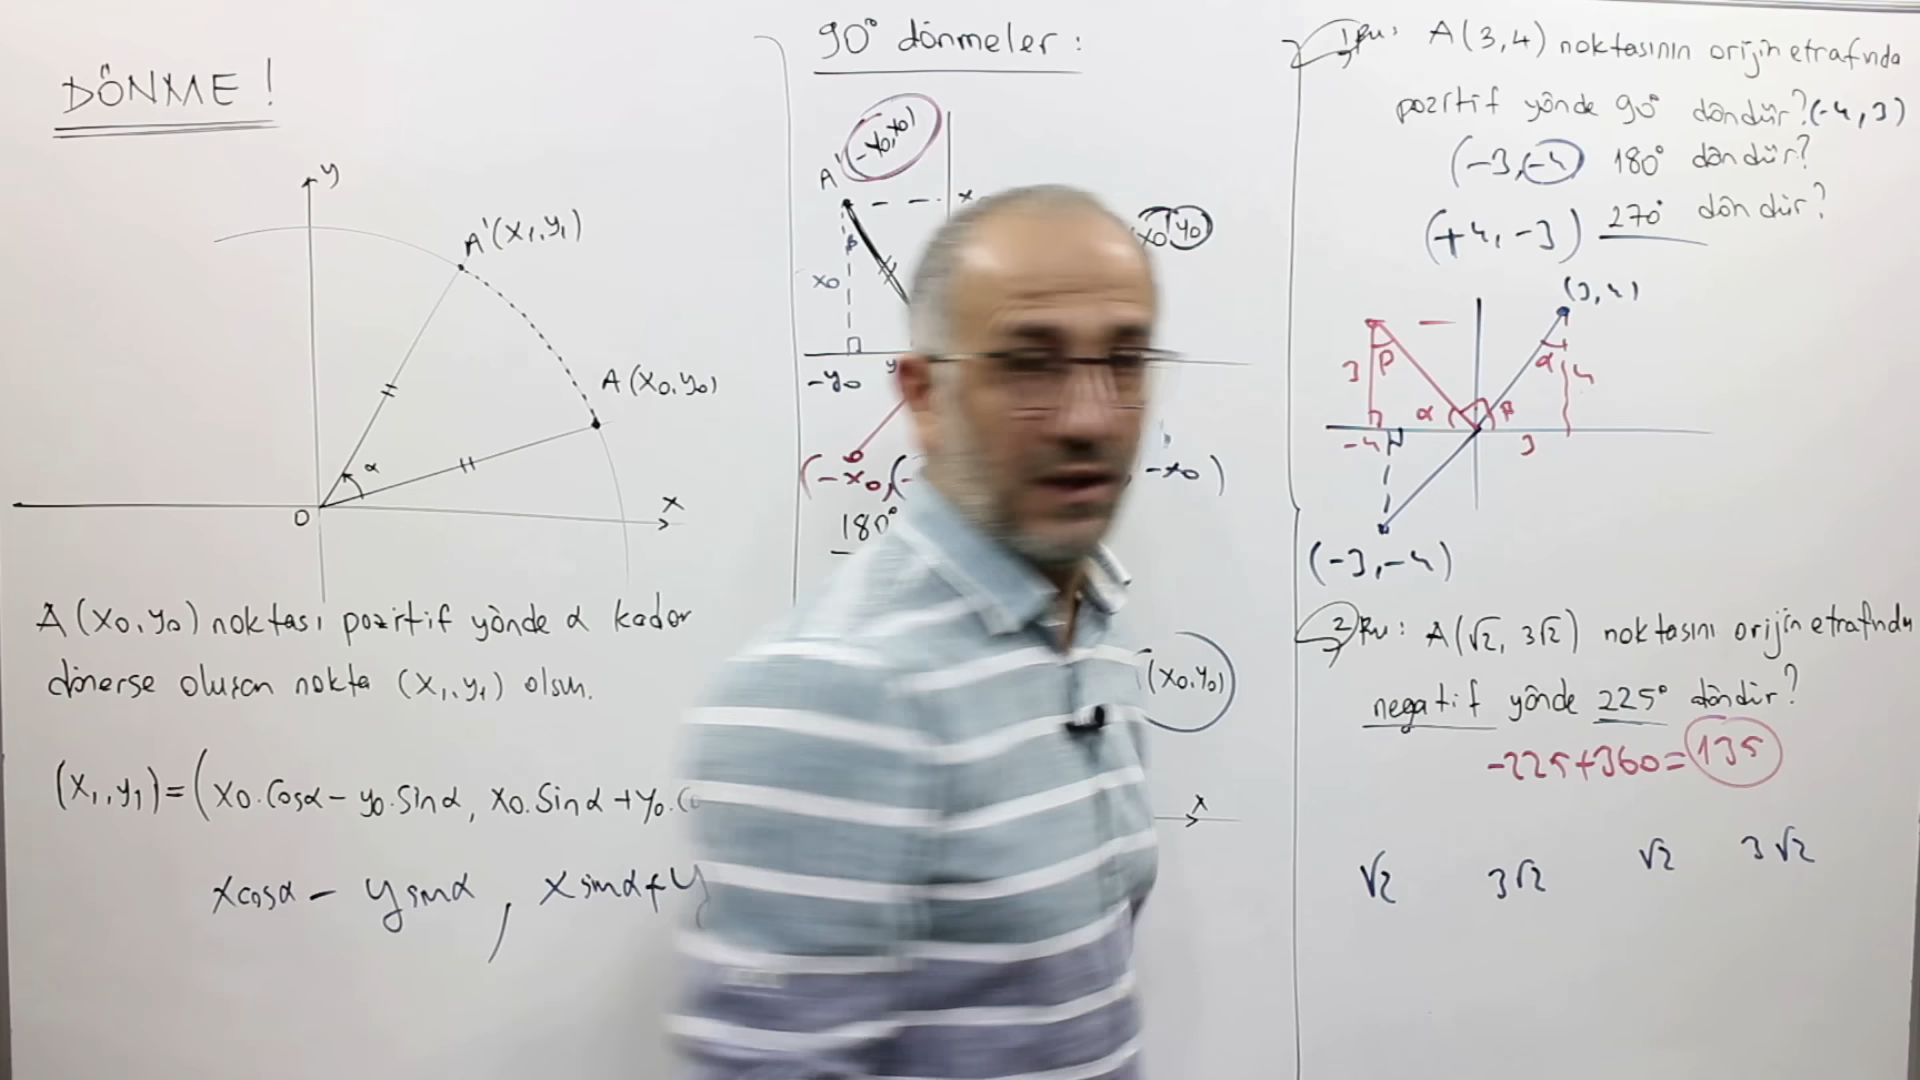 DÖNME !
y
A'(x₁,y₁)
A(x₀,y₀)
α
O
x
A(x₀,y₀) noktası pozitif yönde α kadar
dönerse oluşan nokta (x₁,y₁) olsun.
(x₁,y₁)=(x₀.Cosα-y₀.Sinα, x₀.Sinα+y₀.
xcosα - ysinα , xsinα+y
90° dönmeler :
(-y₀,x₀)
A'
β
x₀
x₀ y₀
-y₀
(-x₀,(-
-x₀)
180°
(x₀,y₀)
x
A(3,4) noktasının orijin etrafında
pozitif yönde 90° döndür? (-4,3)
(-3,-4) 180° döndür?
(+4,-3) 270° döndür?
(3,4)
3 β α 4
α β
-4 3
(-3,-4)
2 A(√2, 3√2) noktasını orijin etrafında
negatif yönde 225° döndür?
-225+360=135
√2 3√2 √2 3√2